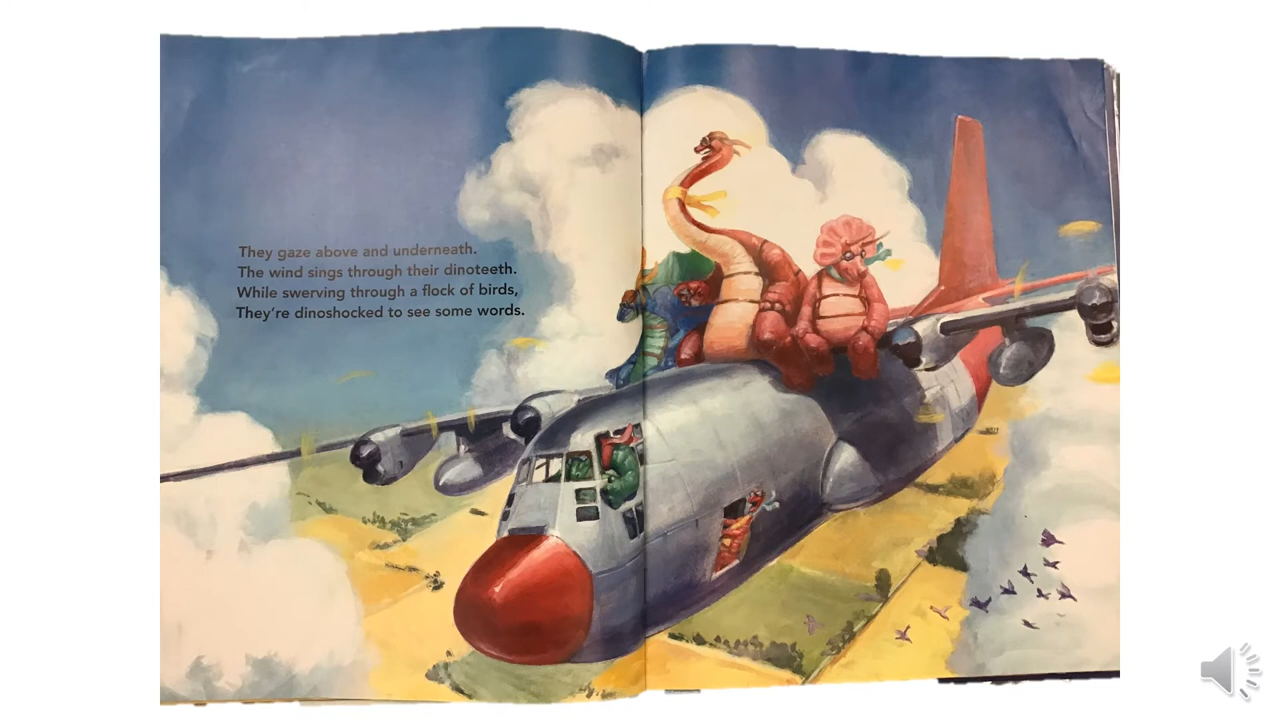 They gaze above and underneath.
The wind sings through their dinoteeth.
While swerving through a flock of birds,
They're dinoshocked to see some words.